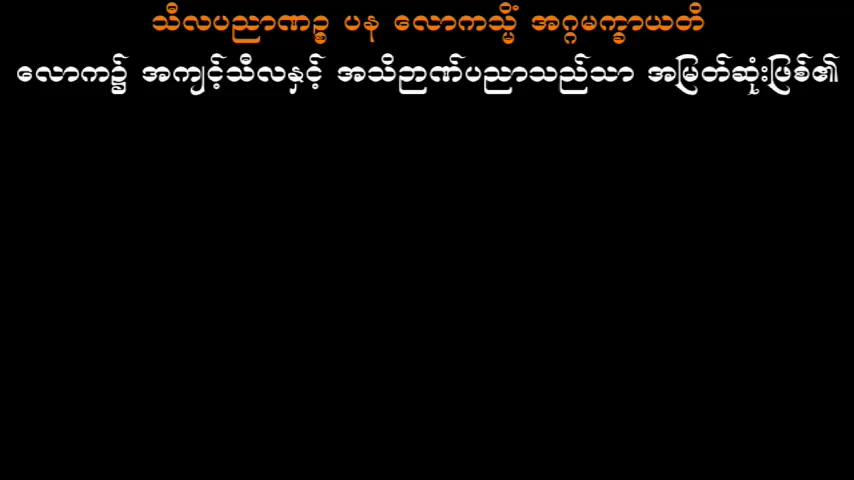 သီလပညာဏဉ္စ ပန လောကသ္မိံ အဂ္ဂမက္ခာယတိ
လောက၌ အကျင့်သီလနှင့် အသိဉာဏ်ပညာသည်သာ အမြတ်ဆုံးဖြစ်၏